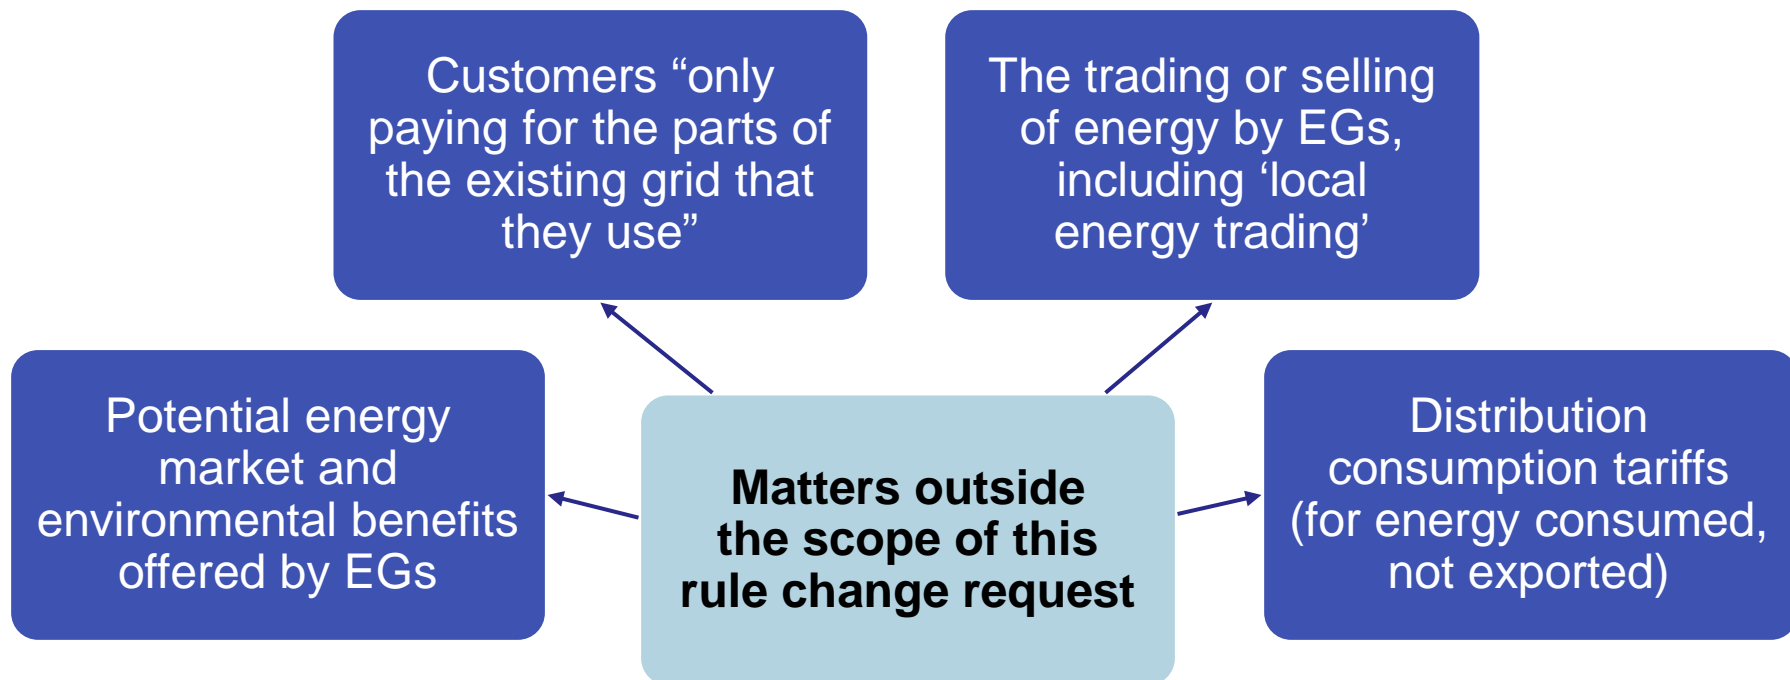 Customers “only
paying for the parts of
the existing grid that
they use”
The trading or selling
of energy by EGs,
including ‘local
energy trading’
Potential energy
market and
environmental benefits
offered by EGs
Matters outside
the scope of this
rule change request
Distribution
consumption tariffs
(for energy consumed,
not exported)